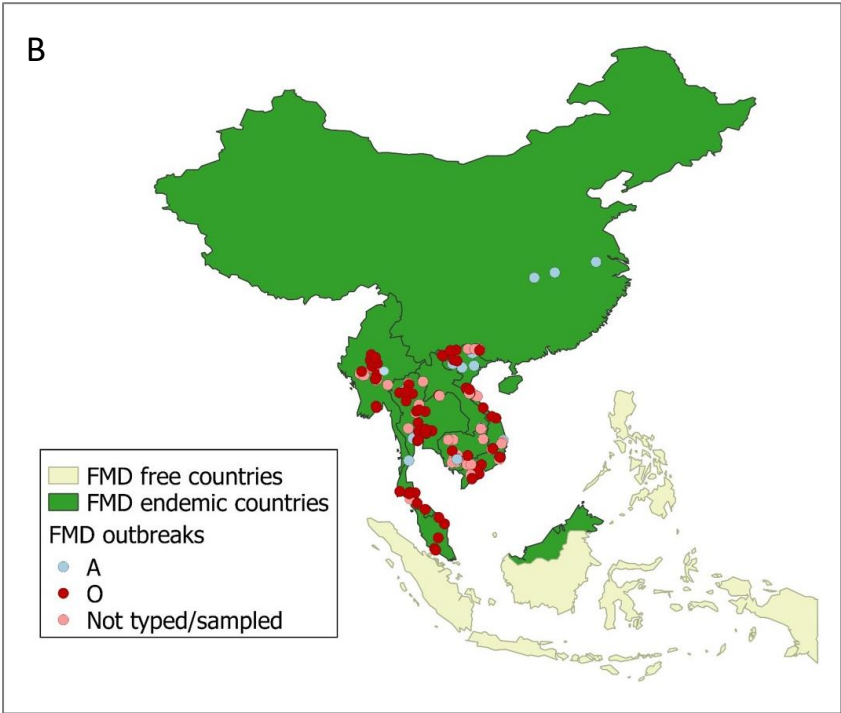 B
FMD free countries
FMD endemic countries
FMD outbreaks
A
O
Not typed/sampled